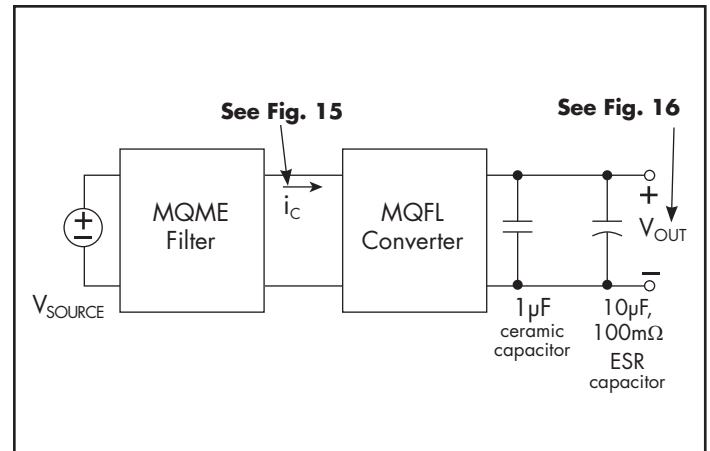 See Fig. 15
See Fig. 16
MQME
Filter
i_C
MQFL
Converter
+
−
V_SOURCE
+
V_OUT
−
1µF
ceramic
capacitor
10µF,
100mΩ
ESR
capacitor